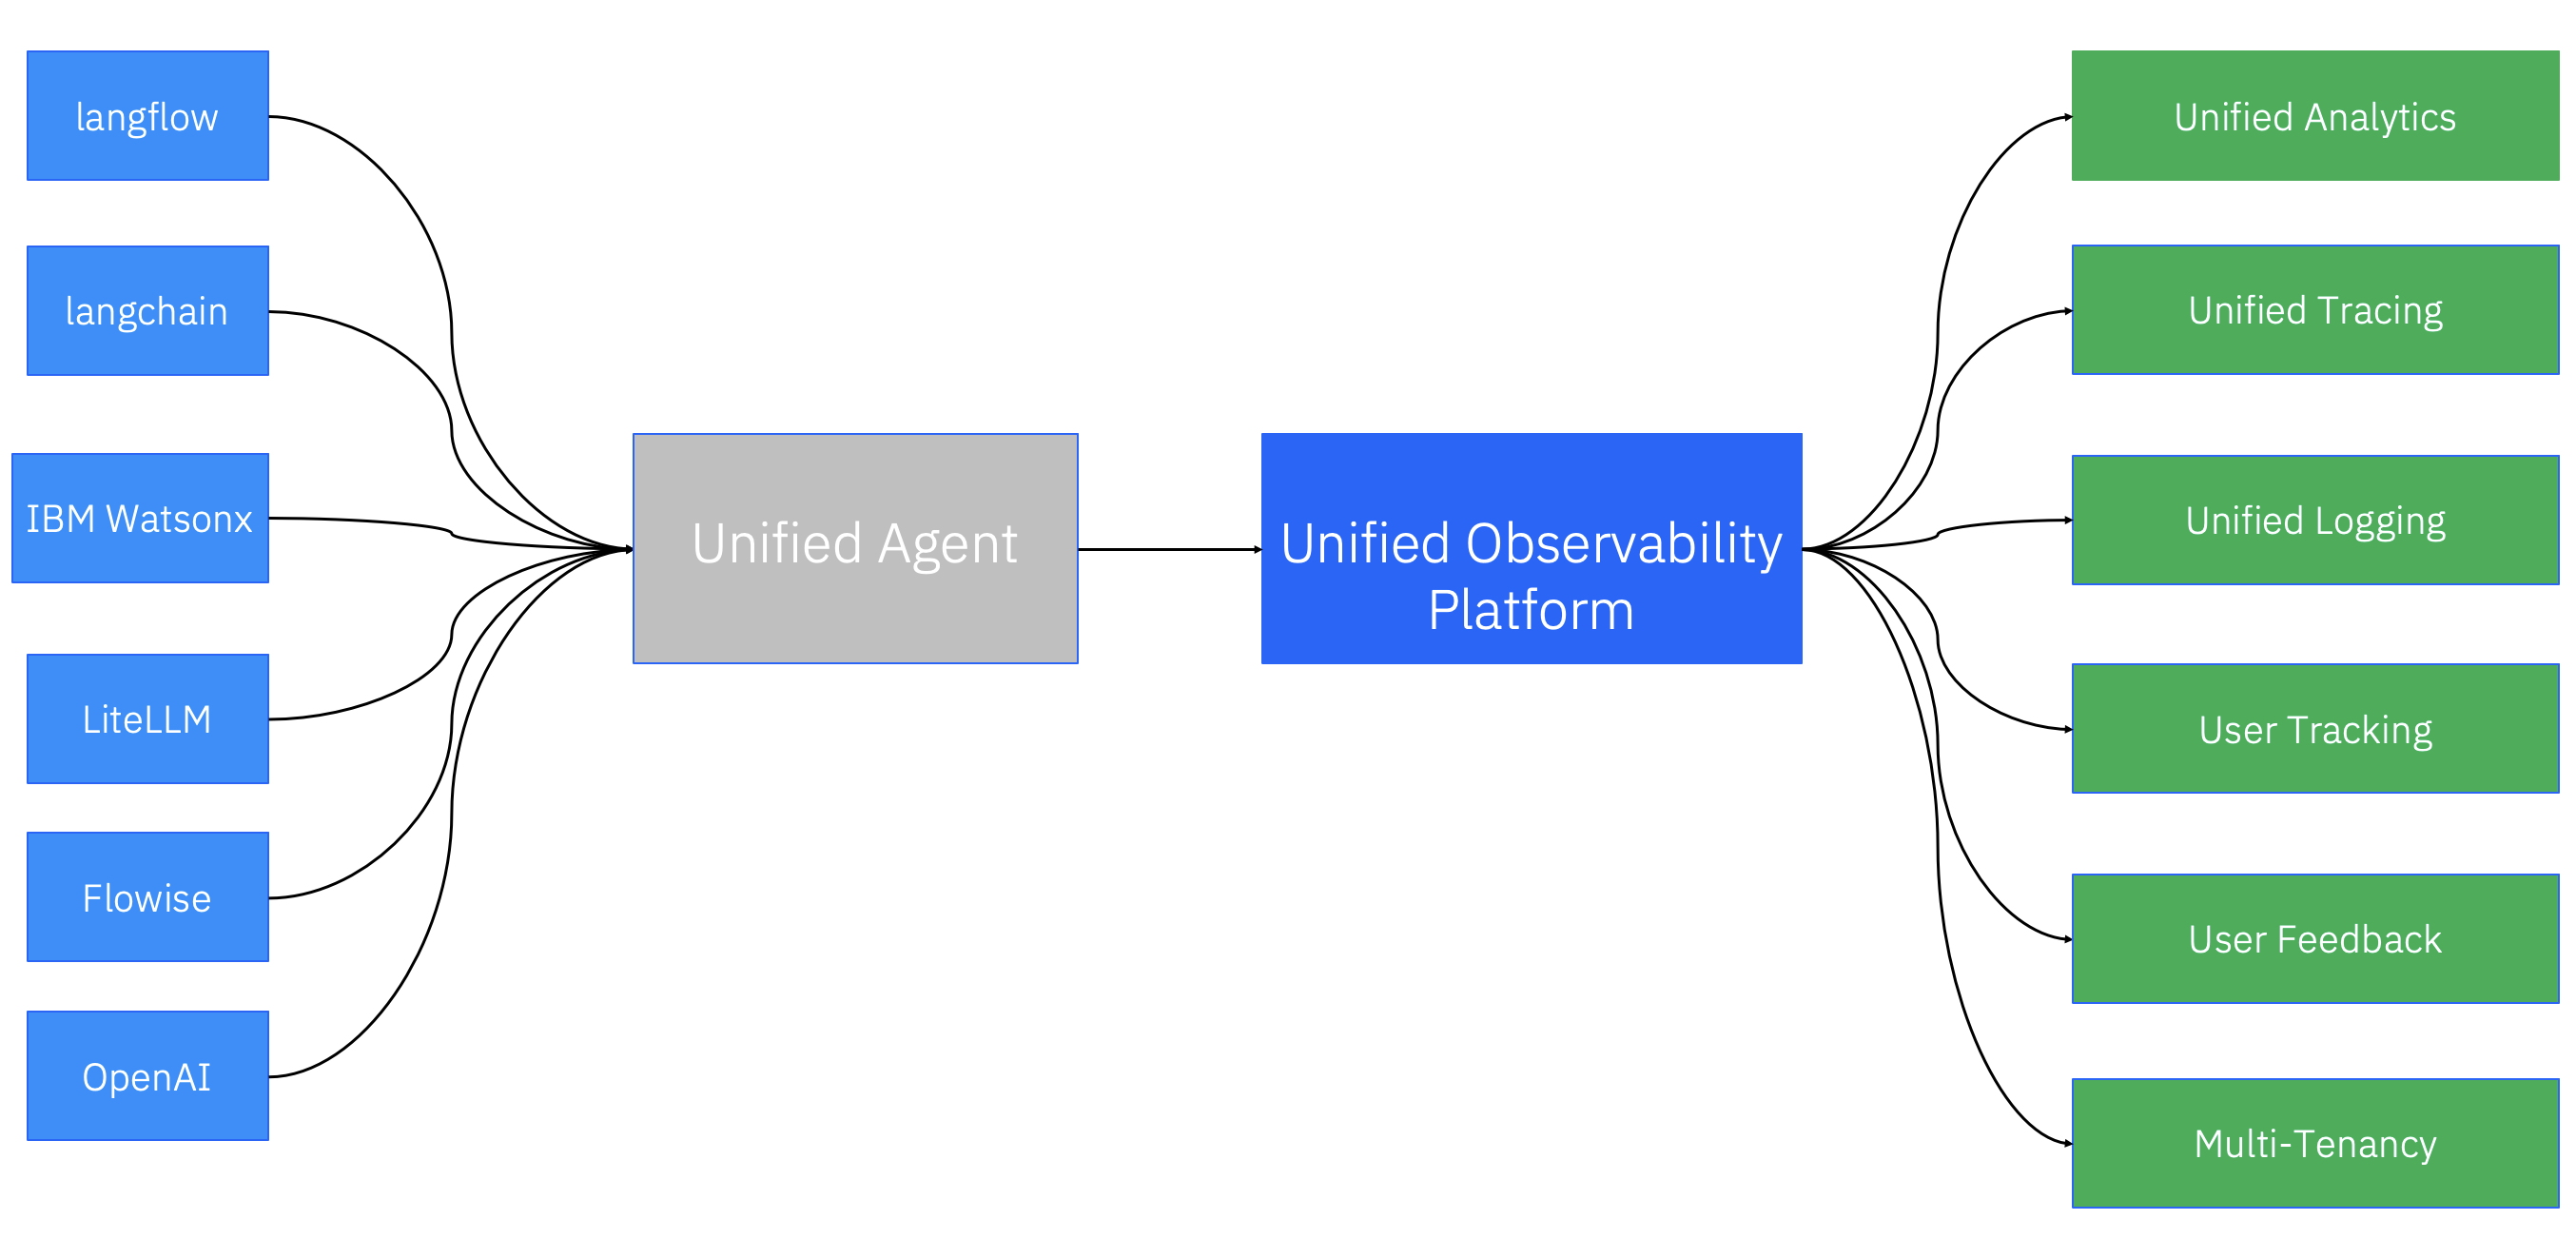 langflow
langchain
IBM Watsonx
LiteLLM
Flowise
OpenAI
Unified Agent
Unified Observability
Platform
Unified Analytics
Unified Tracing
Unified Logging
User Tracking
User Feedback
Multi-Tenancy